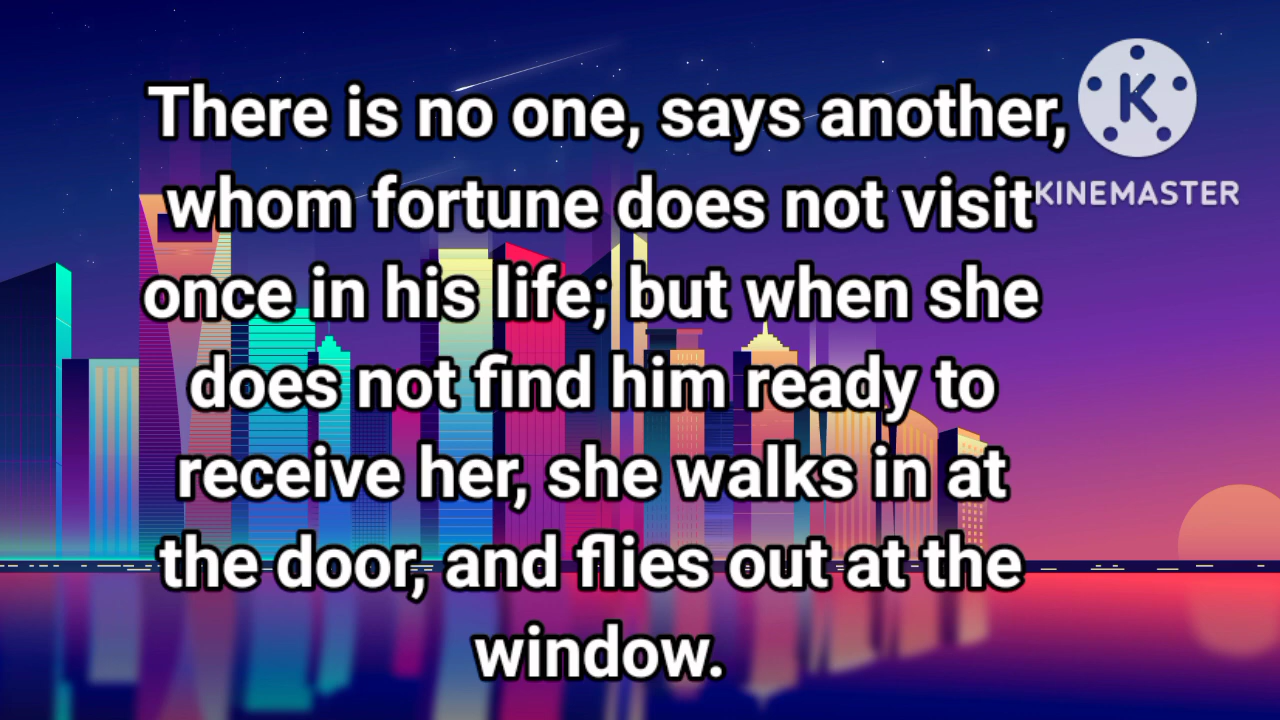 There is no one, says another,
whom fortune does not visit
once in his life; but when she
does not find him ready to
receive her, she walks in at
the door, and flies out at the
window.
K
KINEMASTER